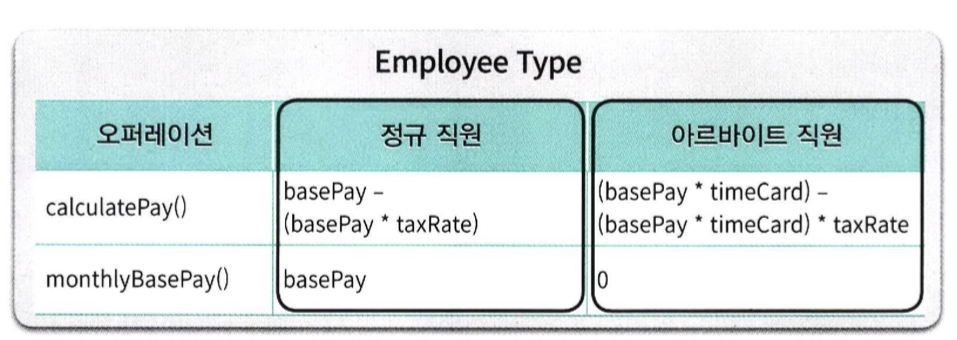 Employee Type
오퍼레이션
정규 직원
아르바이트 직원
calculatePay()
basePay –
(basePay * taxRate)
(basePay * timeCard) –
(basePay * timeCard) * taxRate
monthlyBasePay()
basePay
0